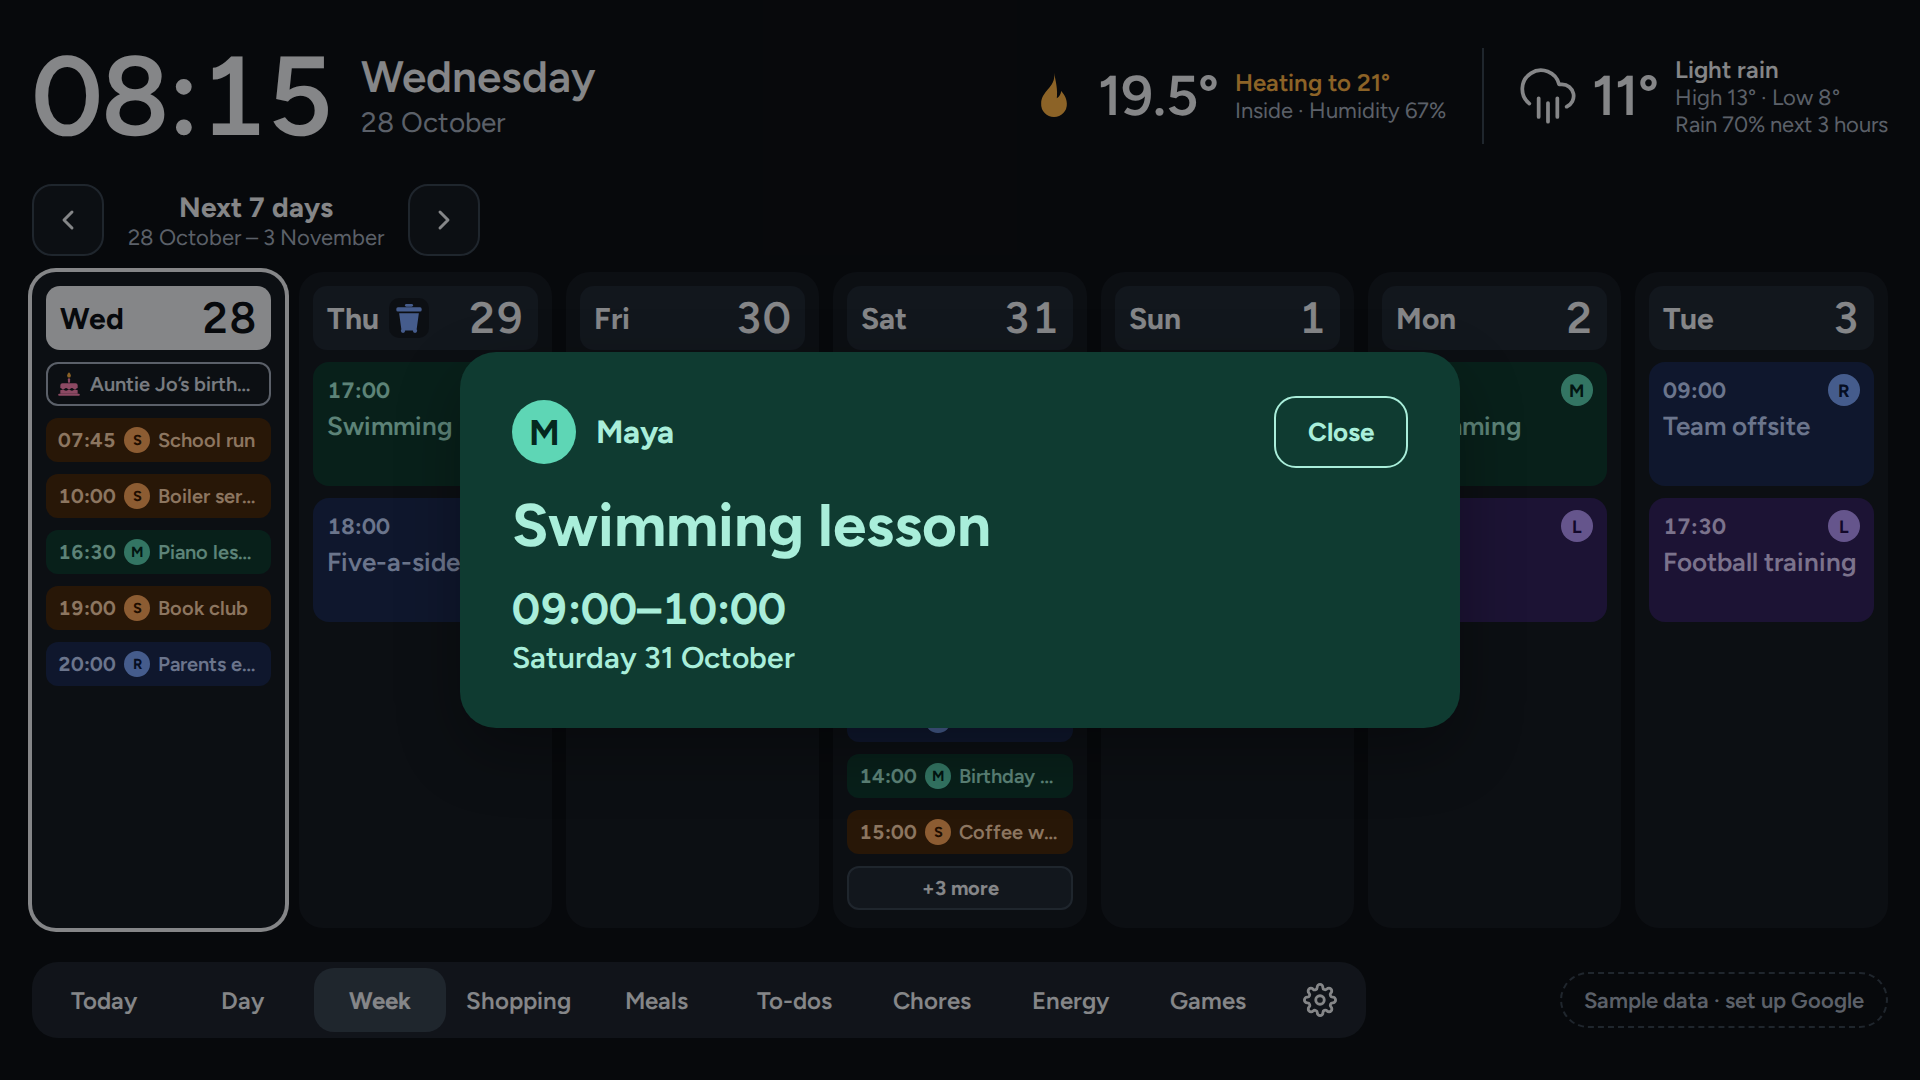 08:15
Wednesday
28 October
19.5°
Heating to 21°
Inside · Humidity 67%
11°
Light rain
High 13° · Low 8°
Rain 70% next 3 hours
Next 7 days
28 October – 3 November
Wed 28
Auntie Jo's birth...
07:45 S School run
10:00 S Boiler ser...
16:30 M Piano les...
19:00 S Book club
20:00 R Parents e...
Thu 29
17:00
Swimming
18:00
Five-a-side
Fri 30
Sat 31
14:00 M Birthday ...
15:00 S Coffee w...
+3 more
Sun 1
Mon 2
M
L
Tue 3
09:00 R
Team offsite
17:30 L
Football training
M Maya
Close
Swimming lesson
09:00–10:00
Saturday 31 October
Today
Day
Week
Shopping
Meals
To-dos
Chores
Energy
Games
Sample data · set up Google